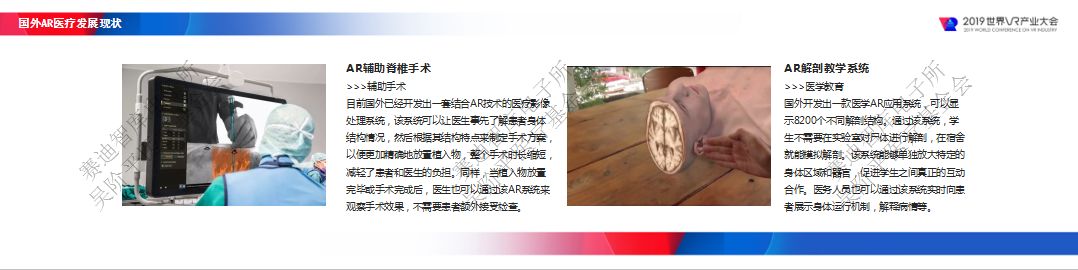 国外AR医疗发展现状
2019世界VR产业大会
2019 WORLD CONFERENCE ON VR INDUSTRY
AR辅助脊椎手术
>>>辅助手术
目前国外已经开发出一套结合AR技术的医疗影像
处理系统，该系统可以让医生事先了解患者身体
结构情况，然后根据其结构特点来制定手术方案，
以便更加精确地放置植入物，整个手术时长缩短，
减轻了患者和医生的负担。同样，当植入物放置
完毕或手术完成后，医生也可以通过该AR系统来
观察手术效果，不需要患者额外接受检查。
AR解剖教学系统
>>>医学教育
国外开发出一款医学AR应用系统，可以显
示8200个不同解剖结构。通过该系统，学
生不需要在实验室对尸体进行解剖，在宿舍
就能模拟解剖。该系统能够单独放大特定的
身体区域和器官，促进学生之间真正的互动
合作。医务人员也可以通过该系统实时向患
者展示身体运行机制，解释病情等。